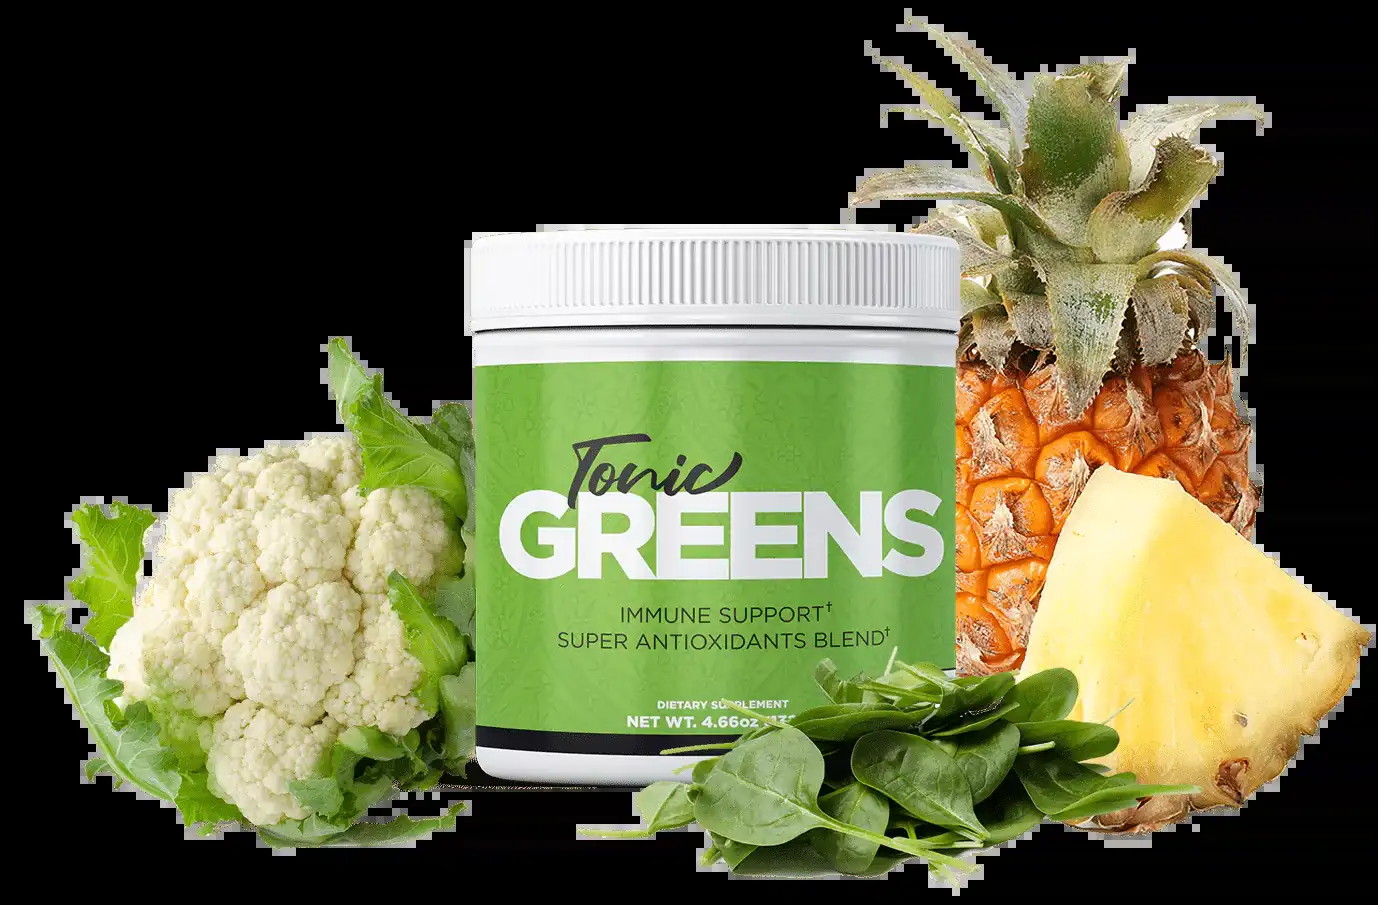 Tonic
GREENS
IMMUNE SUPPORT†
SUPER ANTIOXIDANTS BLEND†
DIETARY SUPPLEMENT
NET WT. 4.66oz